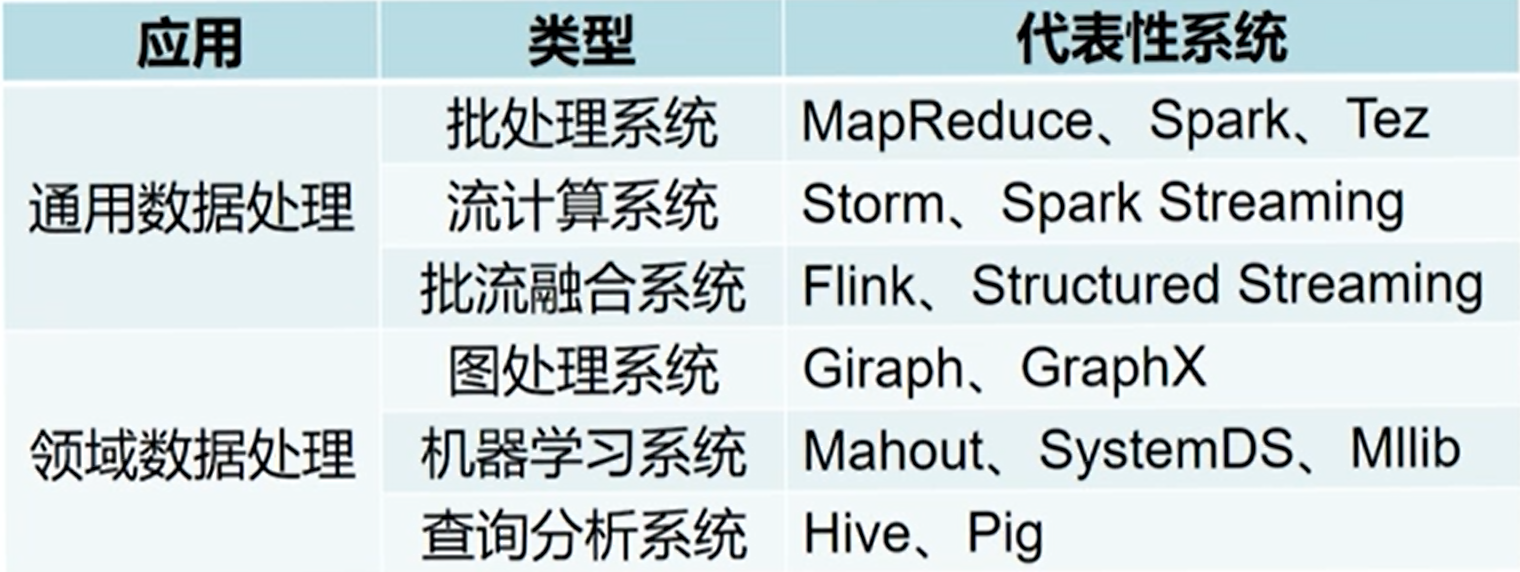 应用 类型 代表性系统
通用数据处理 批处理系统 MapReduce、Spark、Tez
流计算系统 Storm、Spark Streaming
批流融合系统 Flink、Structured Streaming
领域数据处理 图处理系统 Giraph、GraphX
机器学习系统 Mahout、SystemDS、Mllib
查询分析系统 Hive、Pig